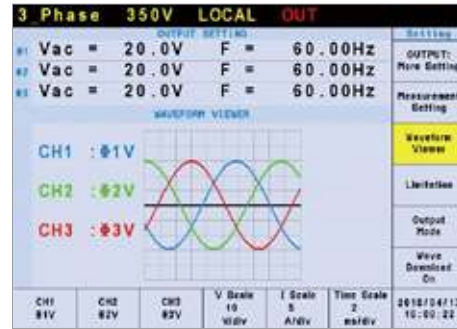 3_Phase 350V LOCAL OUT
OUTPUT SETTING
#1 Vac = 20.0V F = 60.00Hz
#2 Vac = 20.0V F = 60.00Hz
#3 Vac = 20.0V F = 60.00Hz
WAVEFORM VIEWER
CH1 :Φ1V
CH2 :Φ2V
CH3 :Φ3V
Setting
OUTPUT:
More Setting
Measurement
Setting
Waveform
Viewer
Limitation
Output
Mode
Wave
Download
On
CH1
Φ1V
CH2
Φ2V
CH3
Φ3V
V Scale
10
V/div
I Scale
5
A/div
Time Scale
2
ms/div